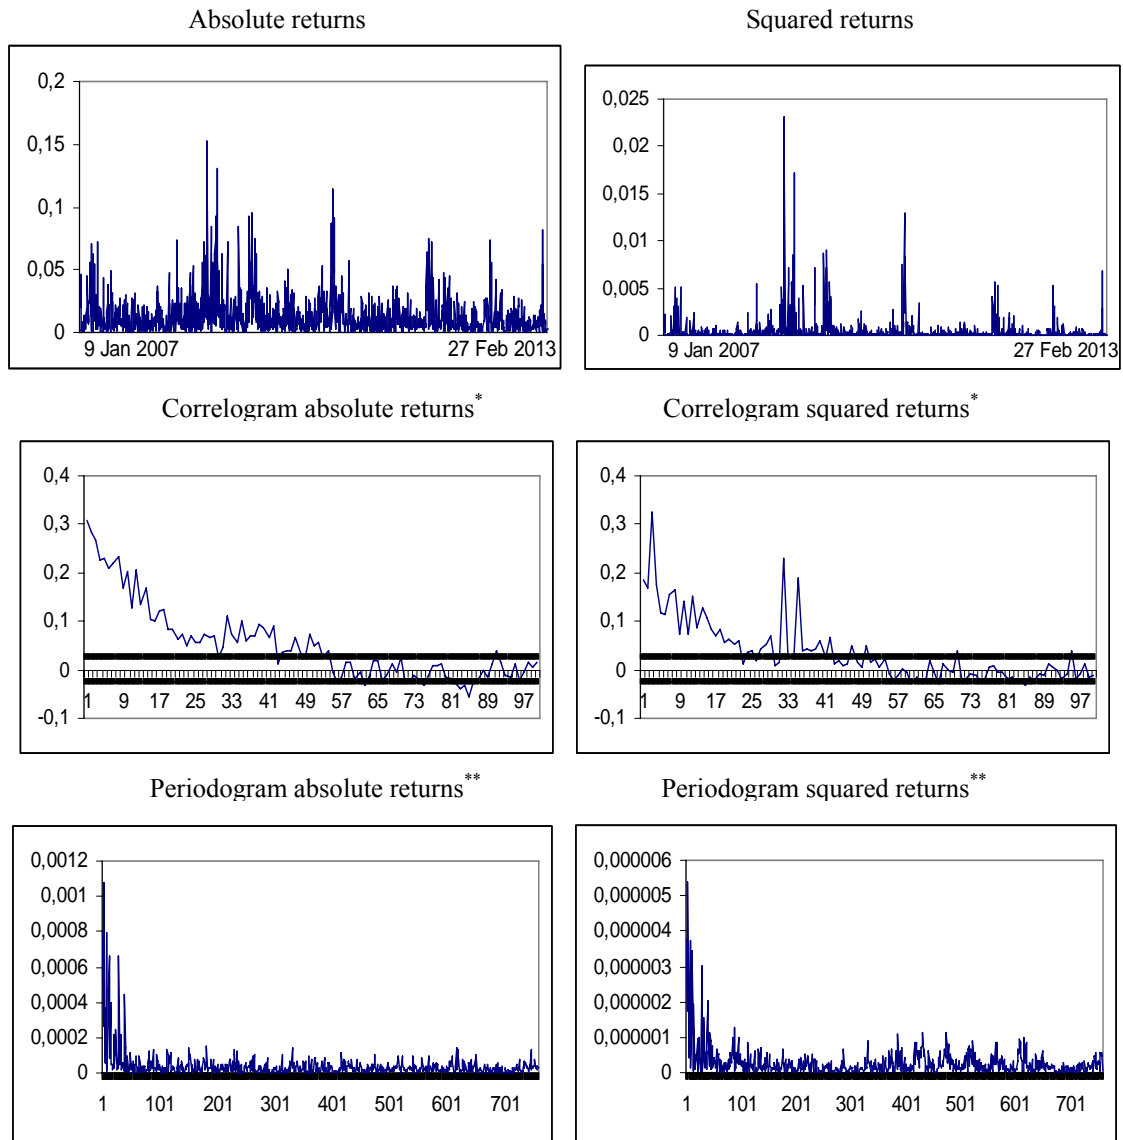 Absolute returns
Squared returns
0,2
0,15
0,1
0,05
0
9 Jan 2007
27 Feb 2013
0,025
0,02
0,015
0,01
0,005
0
9 Jan 2007
27 Feb 2013
Correlogram absolute returns*
Correlogram squared returns*
0,4
0,3
0,2
0,1
0
-0,1
1 9 17 25 33 41 49 57 65 73 81 89 97
0,4
0,3
0,2
0,1
0
-0,1
1 9 17 25 33 41 49 57 65 73 81 89 97
Periodogram absolute returns**
Periodogram squared returns**
0,0012
0,001
0,0008
0,0006
0,0004
0,0002
0
1 101 201 301 401 501 601 701
0,000006
0,000005
0,000004
0,000003
0,000002
0,000001
0
1 101 201 301 401 501 601 701